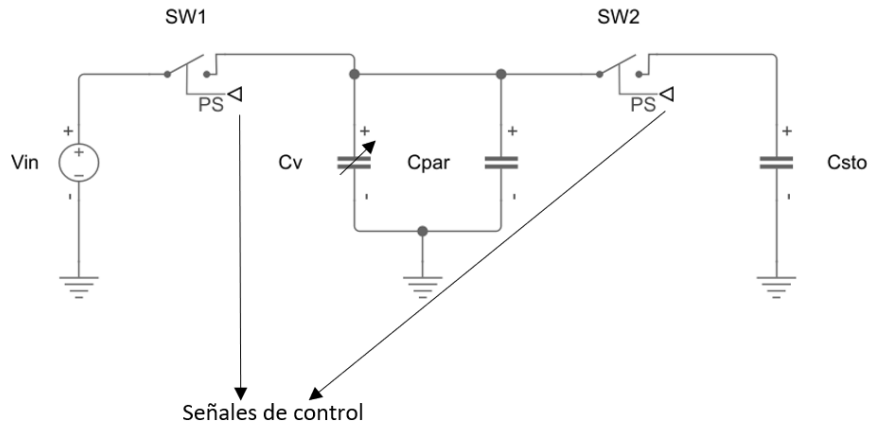 SW1
SW2
PS
PS
+
+
+
+
+
Vin
-
Cv
Cpar
Csto
-
-
-
-
Señales de control